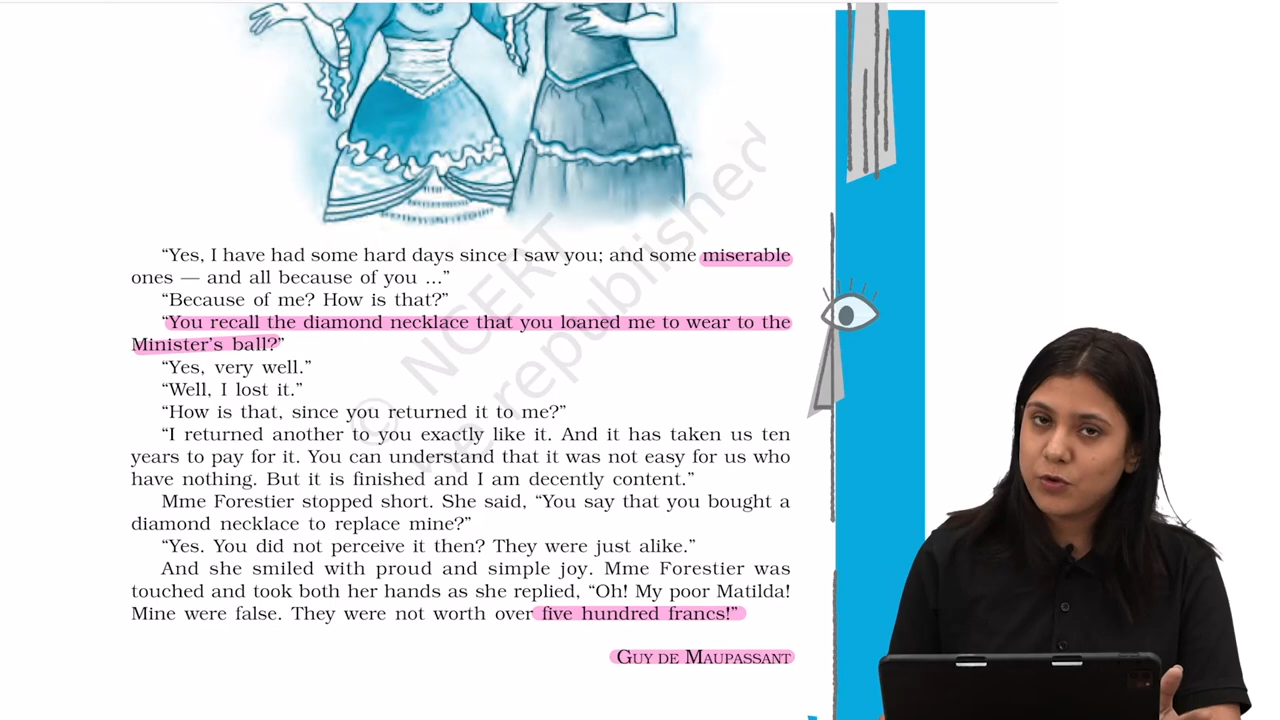 “Yes, I have had some hard days since I saw you; and some miserable
ones — and all because of you ...”
“Because of me? How is that?”
“You recall the diamond necklace that you loaned me to wear to the
Minister’s ball?”
“Yes, very well.”
“Well, I lost it.”
“How is that, since you returned it to me?”
“I returned another to you exactly like it. And it has taken us ten
years to pay for it. You can understand that it was not easy for us who
have nothing. But it is finished and I am decently content.”
Mme Forestier stopped short. She said, “You say that you bought a
diamond necklace to replace mine?”
“Yes. You did not perceive it then? They were just alike.”
And she smiled with proud and simple joy. Mme Forestier was
touched and took both her hands as she replied, “Oh! My poor Matilda!
Mine were false. They were not worth over five hundred francs!”
GUY DE MAUPASSANT
© NCERT
be republished